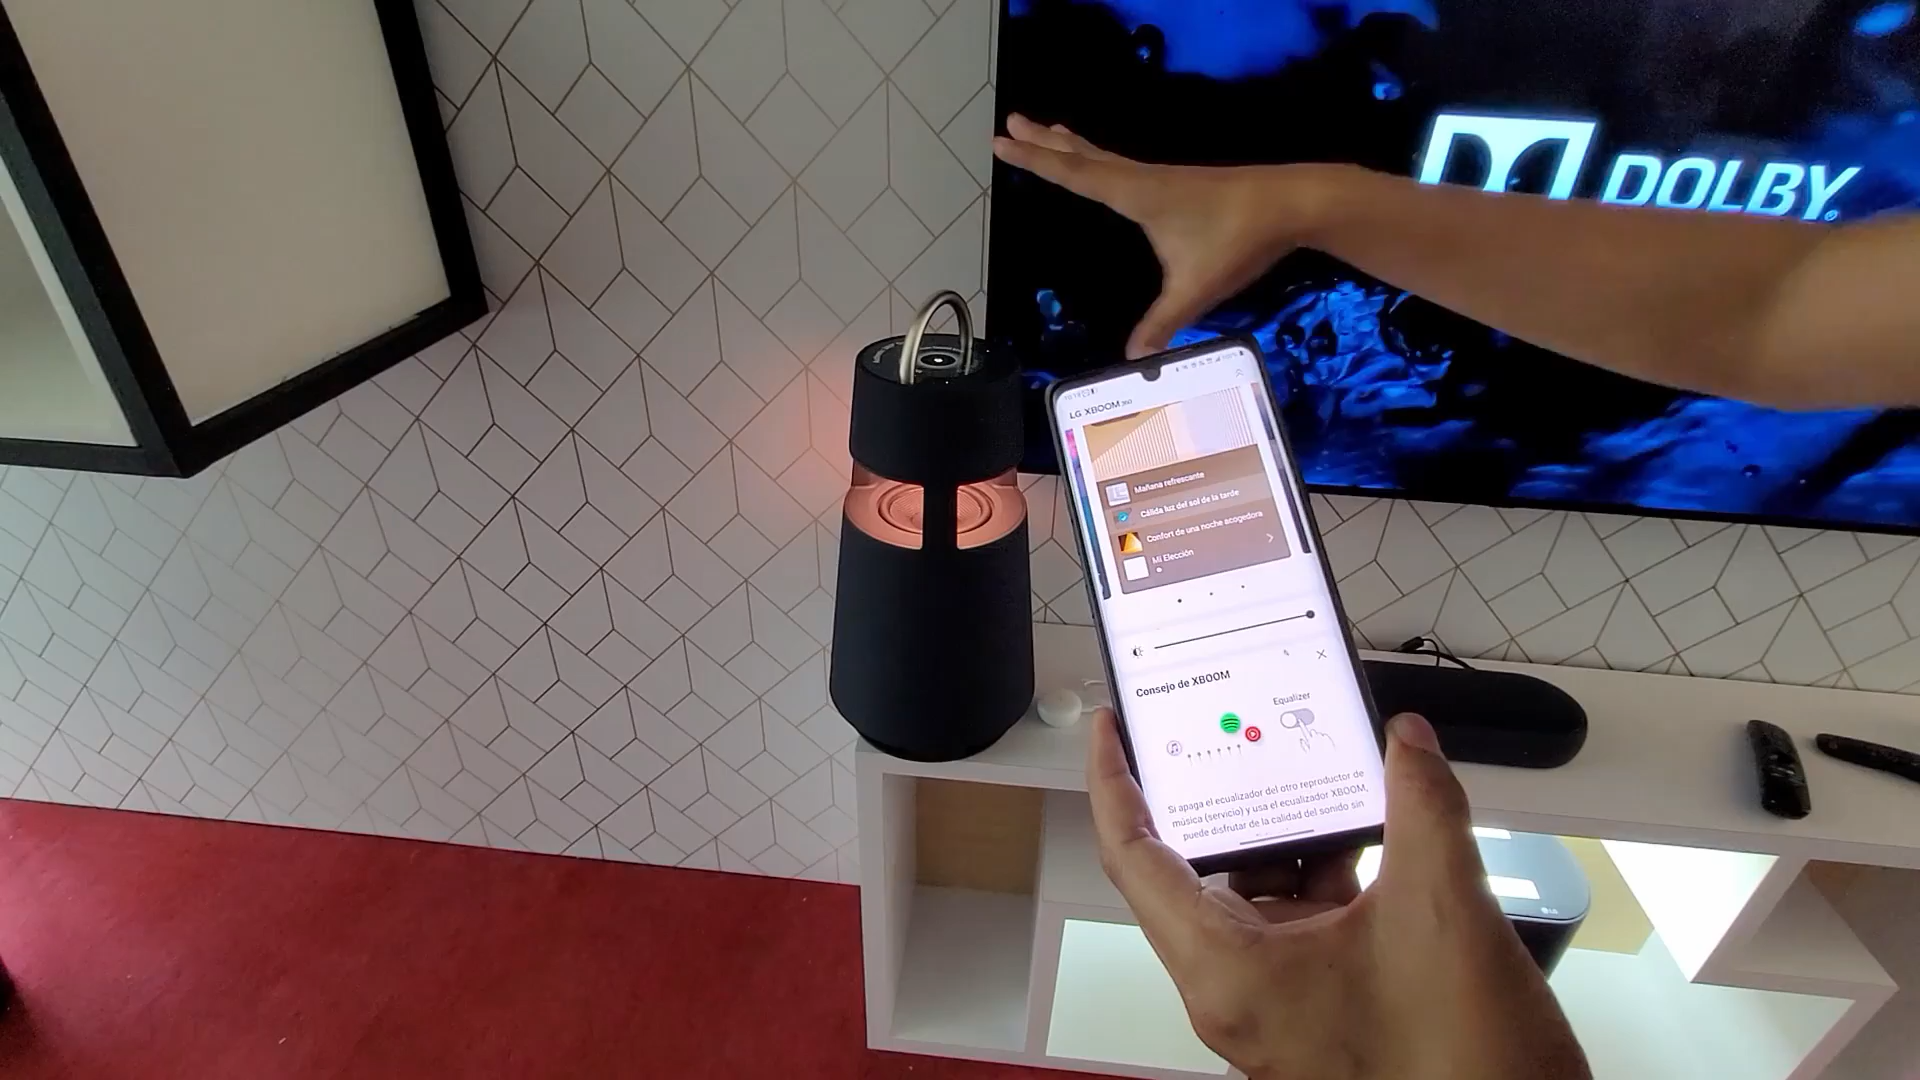 DOLBY®
LG XBOOM 360
Mañana refrescante
Cálida luz del sol de la tarde
Confort de una noche acogedora
Mi Elección
Consejo de XBOOM
Equalizer
Si apaga el ecualizador del otro reproductor de
música (servicio) y usa el ecualizador XBOOM,
puede disfrutar de la calidad del sonido sin
LG